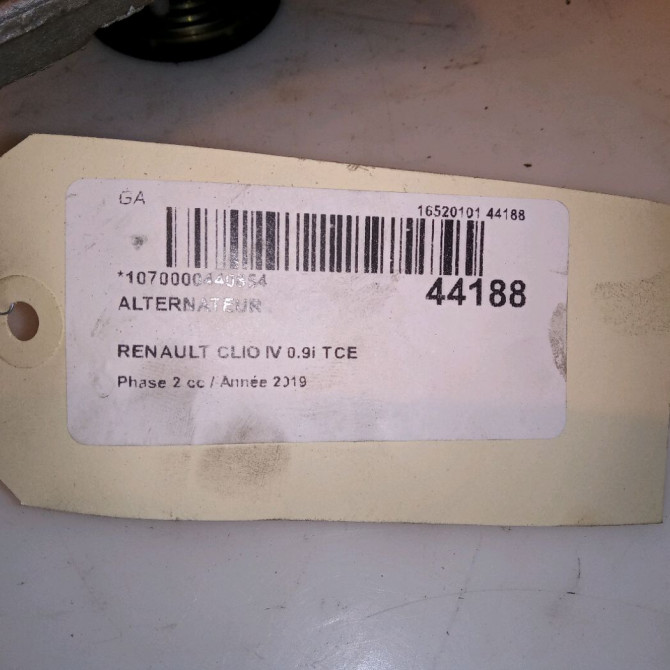 GA
16520101 44188
44188
ALTERNATEUR
RENAULT CLIO IV 0.9i TCE
Phase 2 cc / Année 2019